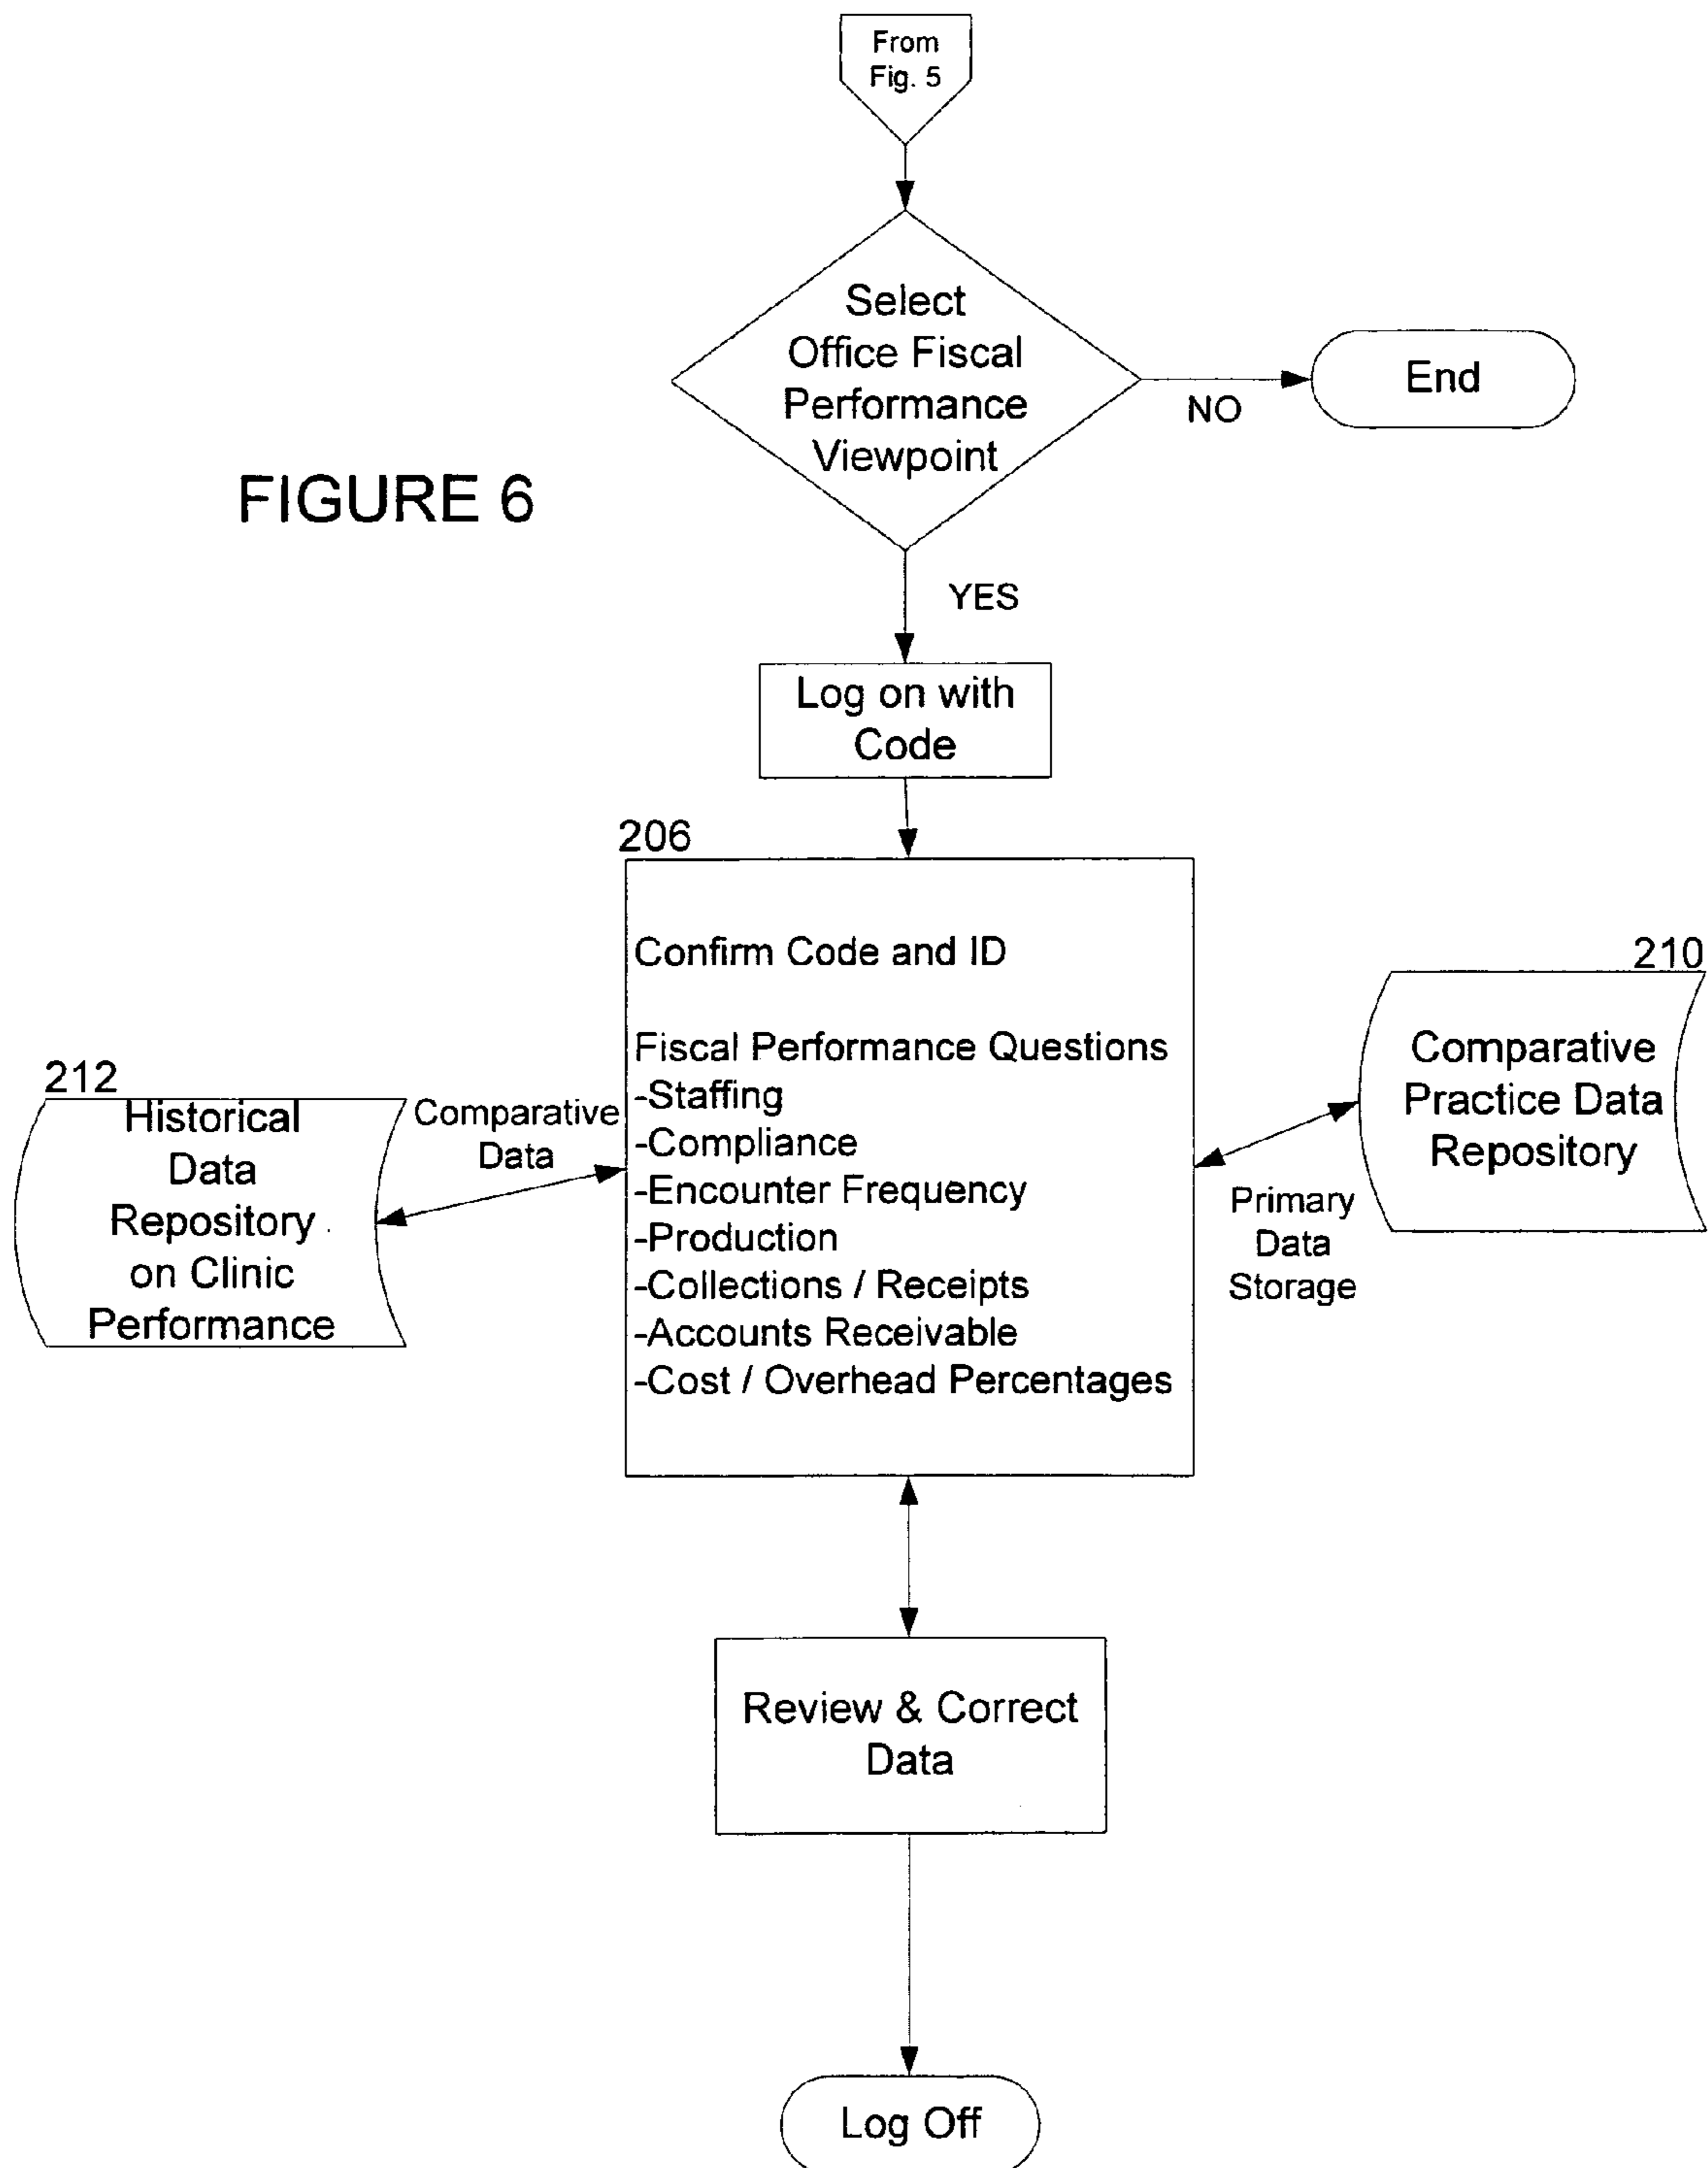 From
Fig. 5
Select
Office Fiscal
Performance
Viewpoint
NO
End
FIGURE 6
YES
Log on with
Code
206
Confirm Code and ID
Fiscal Performance Questions
-Staffing
-Compliance
-Encounter Frequency
-Production
-Collections / Receipts
-Accounts Receivable
-Cost / Overhead Percentages
210
Comparative
Practice Data
Repository
Primary
Data
Storage
212
Historical
Data
Repository
on Clinic
Performance
Comparative
Data
Review & Correct
Data
Log Off